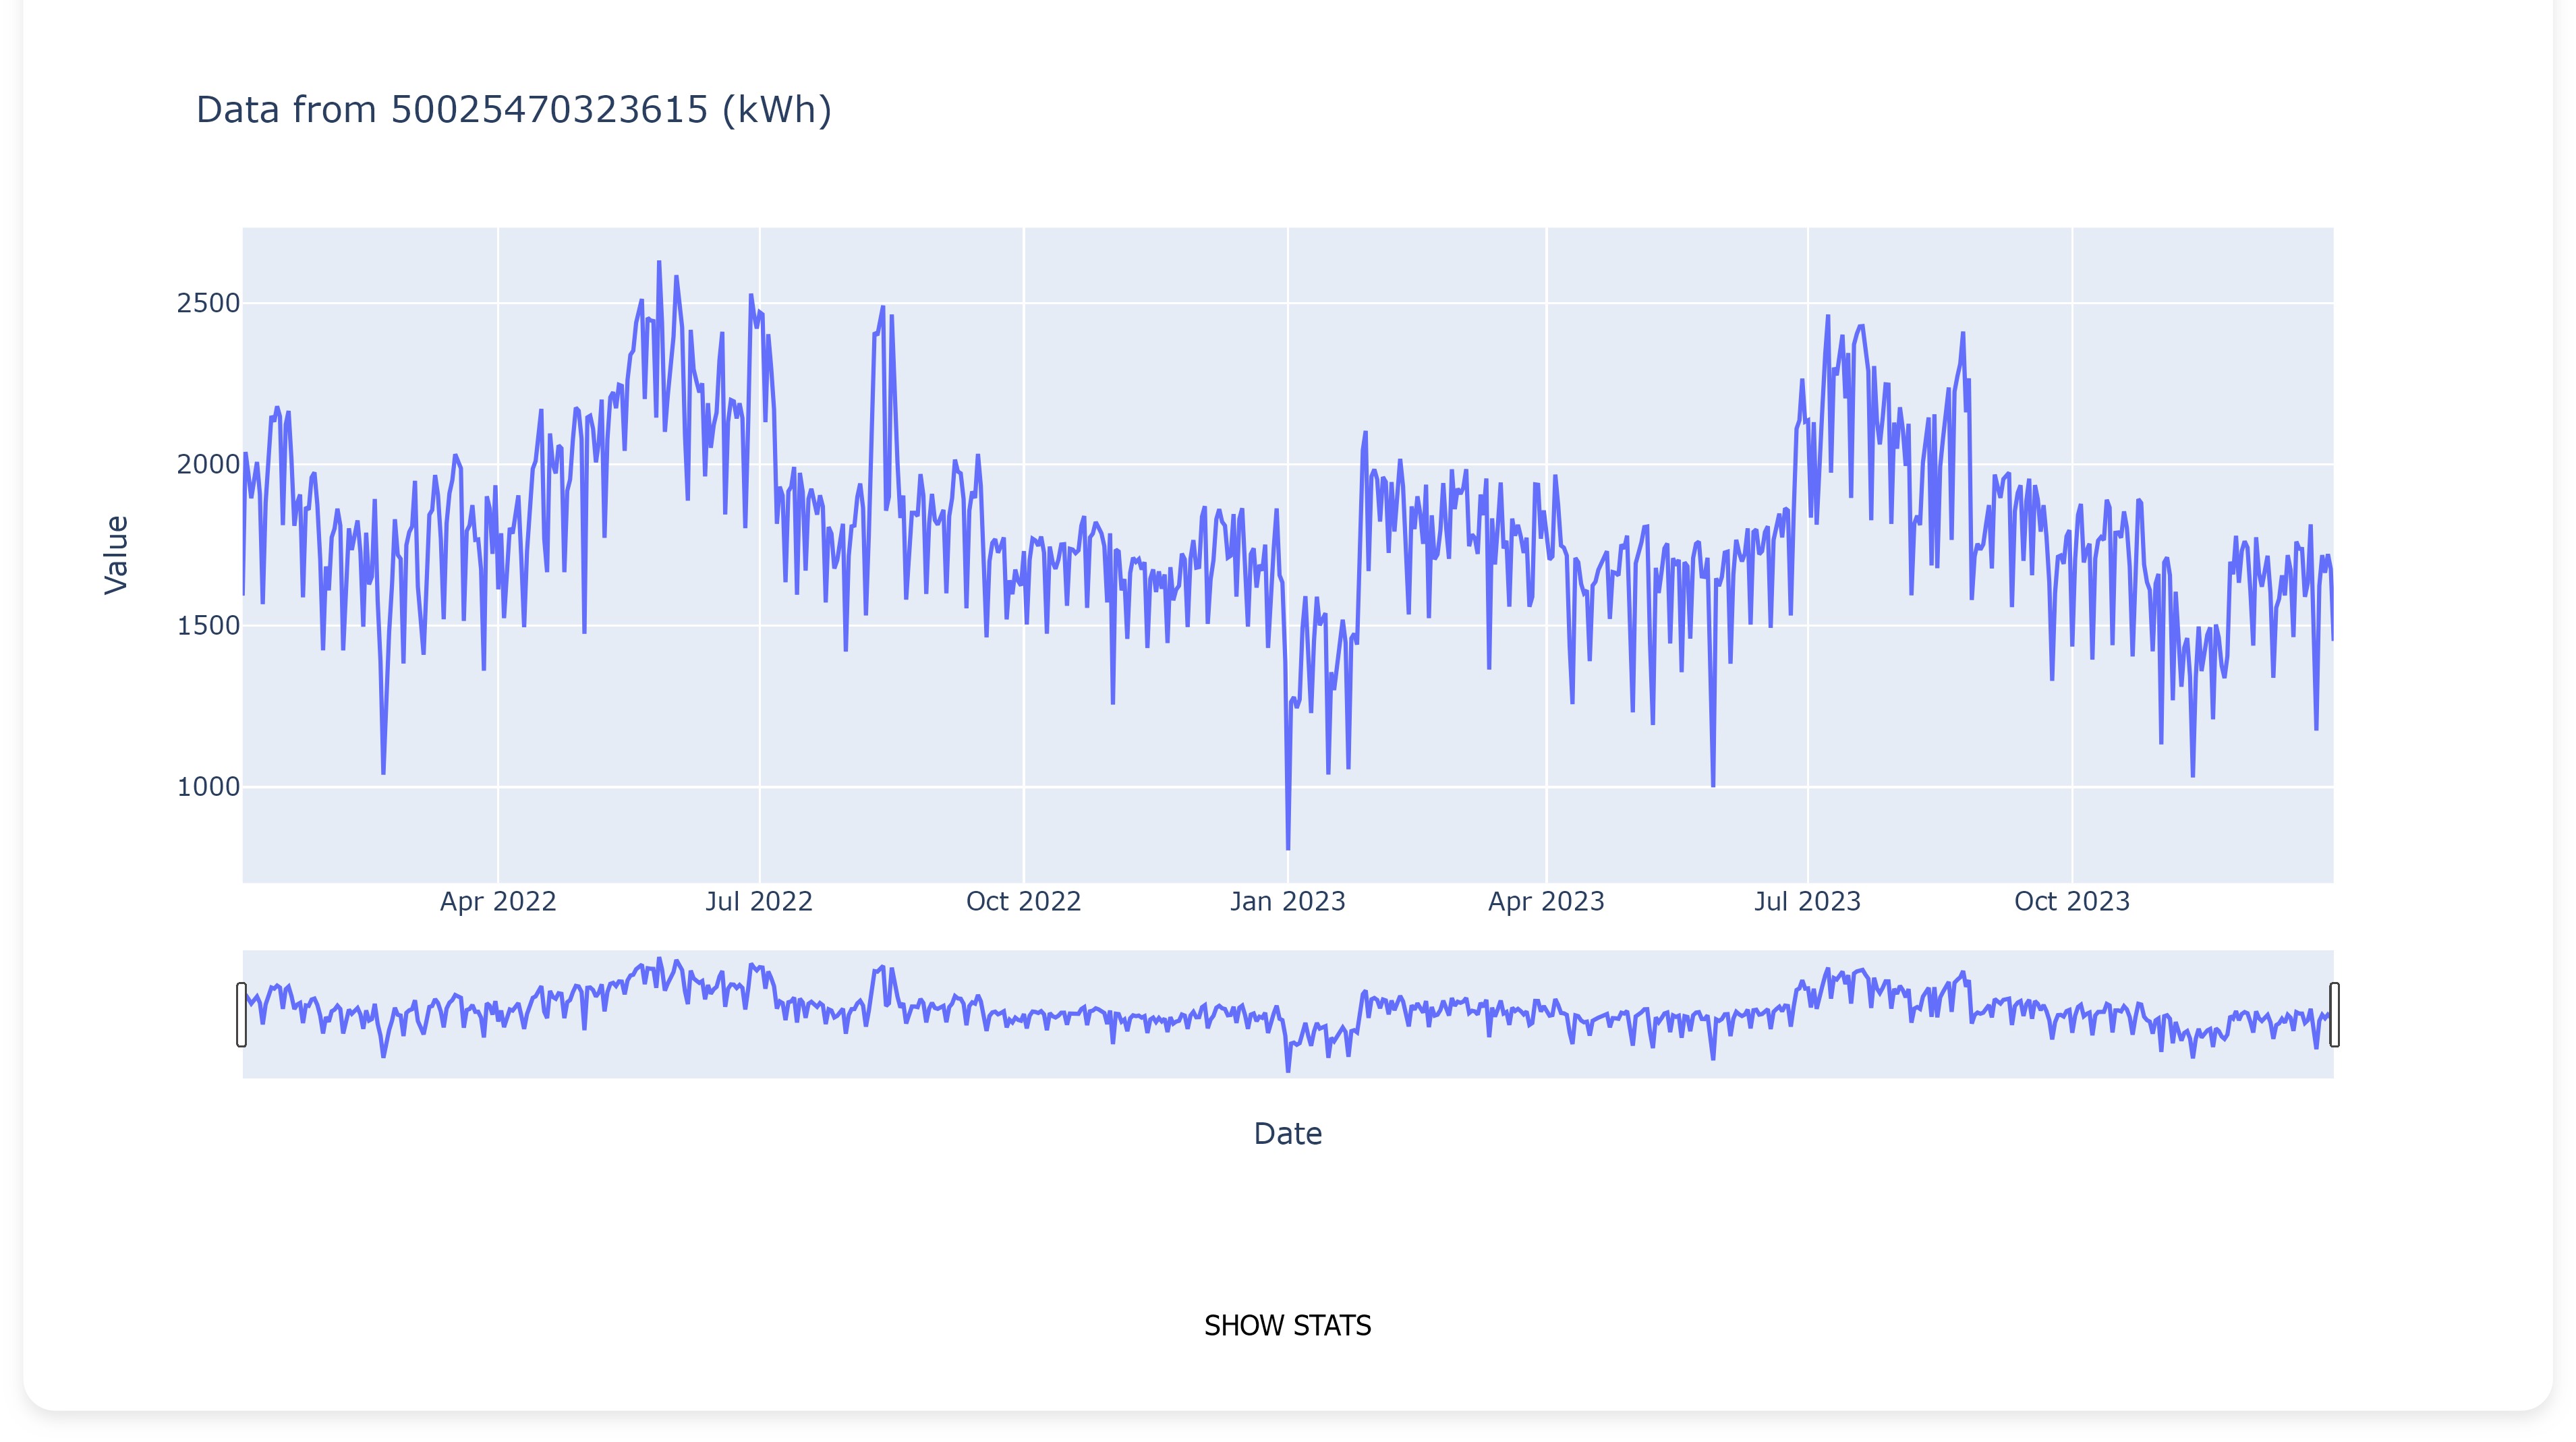 Data from 50025470323615 (kWh)
2500
2000
1500
1000
Value
Apr 2022
Jul 2022
Oct 2022
Jan 2023
Apr 2023
Jul 2023
Oct 2023
Date
SHOW STATS